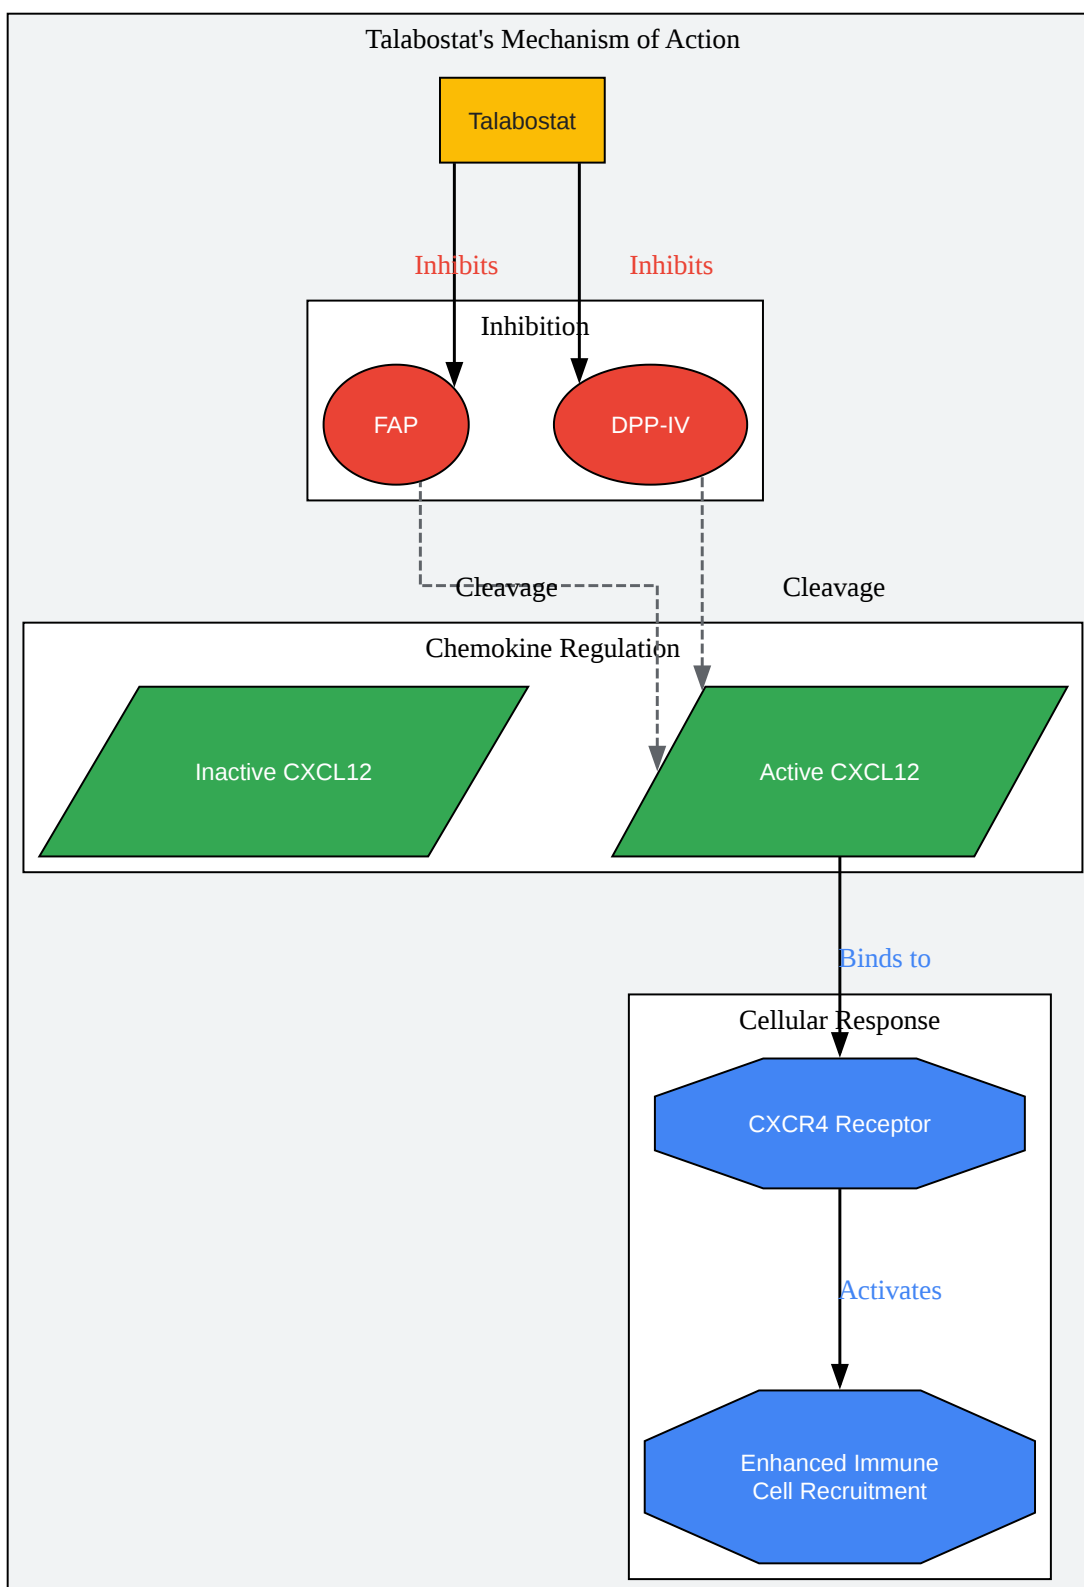 Talabostat's Mechanism of Action
Talabostat
Inhibits
Inhibits
Inhibition
FAP
DPP-IV
Cleavage
Cleavage
Chemokine Regulation
Inactive CXCL12
Active CXCL12
Binds to
Cellular Response
CXCR4 Receptor
Activates
Enhanced Immune
Cell Recruitment